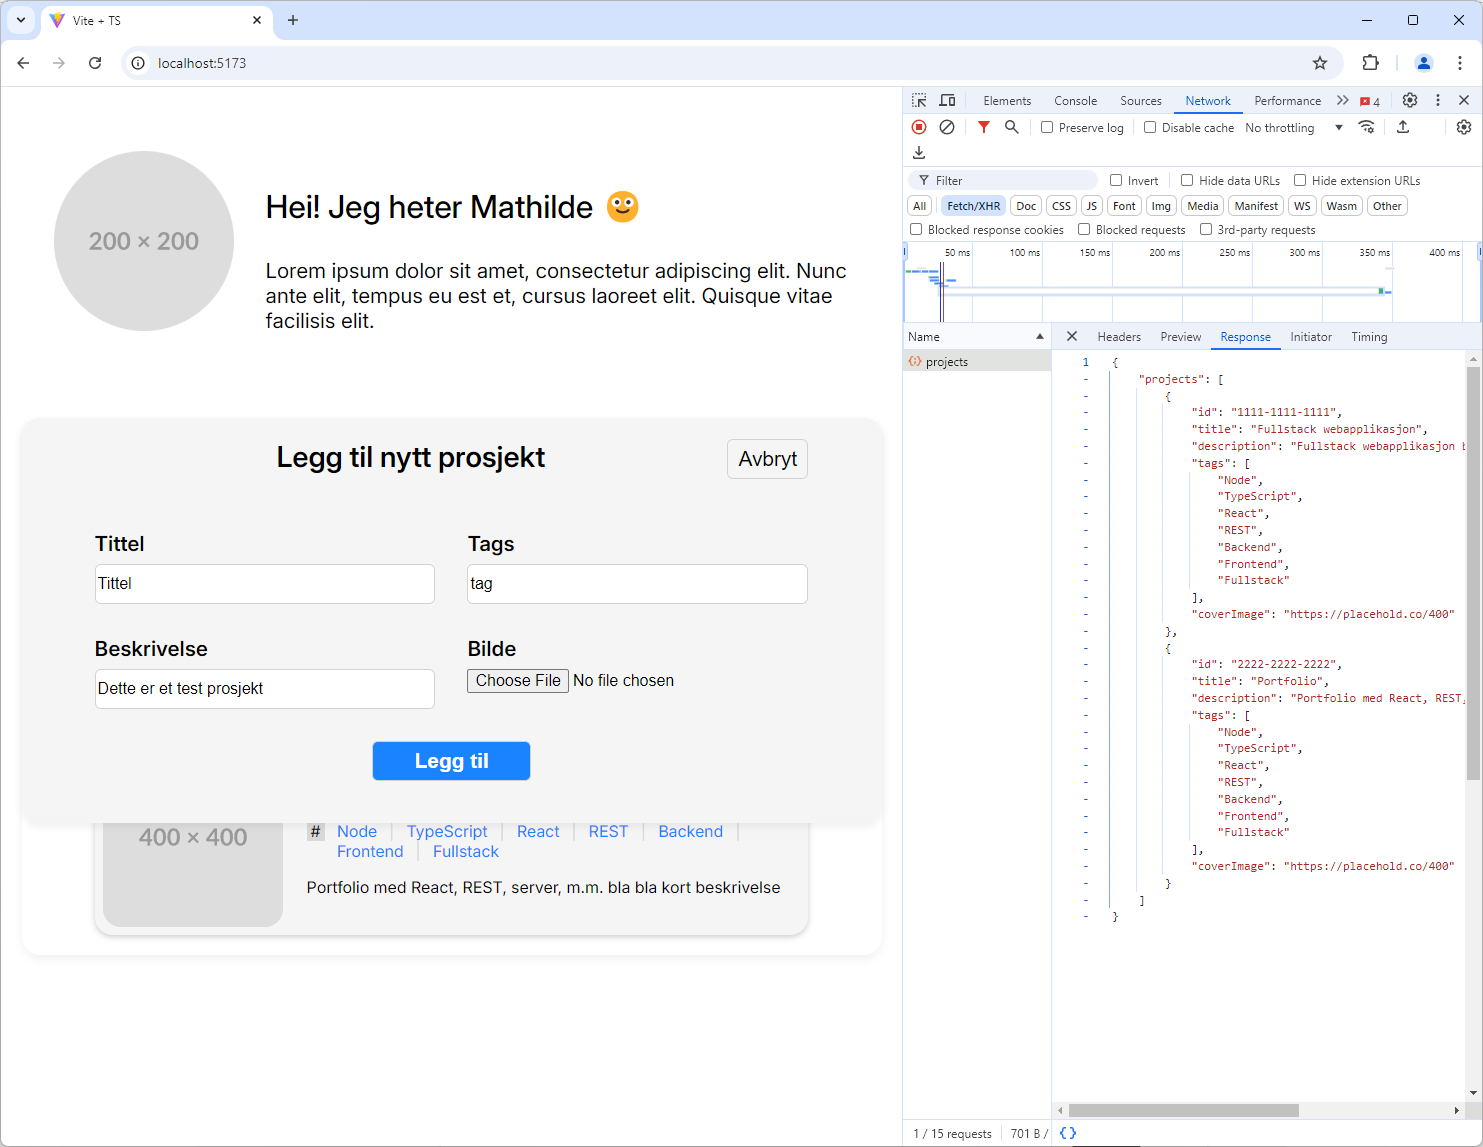 Vite + TS
localhost:5173
200 × 200
Hei! Jeg heter Mathilde
Lorem ipsum dolor sit amet, consectetur adipiscing elit. Nunc
ante elit, tempus eu est et, cursus laoreet elit. Quisque vitae
facilisis elit.
Legg til nytt prosjekt
Avbryt
Tittel
Tags
Tittel
tag
Beskrivelse
Bilde
Dette er et test prosjekt
Choose File No file chosen
Legg til
400 × 400
# Node TypeScript React REST Backend
Frontend Fullstack
Portfolio med React, REST, server, m.m. bla bla kort beskrivelse
Elements Console Sources Network Performance 4
Preserve log Disable cache No throttling
Filter Invert Hide data URLs Hide extension URLs
All Fetch/XHR Doc CSS JS Font Img Media Manifest WS Wasm Other
Blocked response cookies Blocked requests 3rd-party requests
50 ms 100 ms 150 ms 200 ms 250 ms 300 ms 350 ms 400 ms
Name
projects
Headers Preview Response Initiator Timing
1 {
- "projects": [
- {
- "id": "1111-1111-1111",
- "title": "Fullstack webapplikasjon",
- "description": "Fullstack webapplikasjon b
- "tags": [
- "Node",
- "TypeScript",
- "React",
- "REST",
- "Backend",
- "Frontend",
- "Fullstack"
- ],
- "coverImage": "https://placehold.co/400"
- },
- {
- "id": "2222-2222-2222",
- "title": "Portfolio",
- "description": "Portfolio med React, REST,
- "tags": [
- "Node",
- "TypeScript",
- "React",
- "REST",
- "Backend",
- "Frontend",
- "Fullstack"
- ],
- "coverImage": "https://placehold.co/400"
- }
- ]
- }
1 / 15 requests 701 B / {}